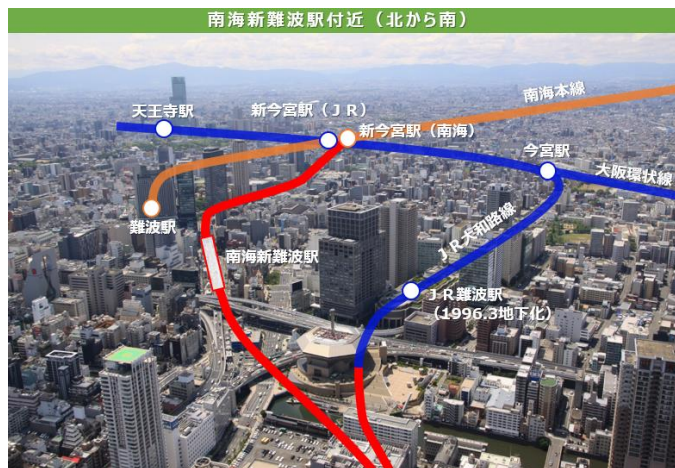 南海新難波駅付近（北から南）
南海本線
天王寺駅
新今宮駅（ＪＲ）
新今宮駅（南海）
今宮駅
大阪環状線
難波駅
南海新難波駅
ＪＲ大和路線
ＪＲ難波駅
（1996.3地下化）